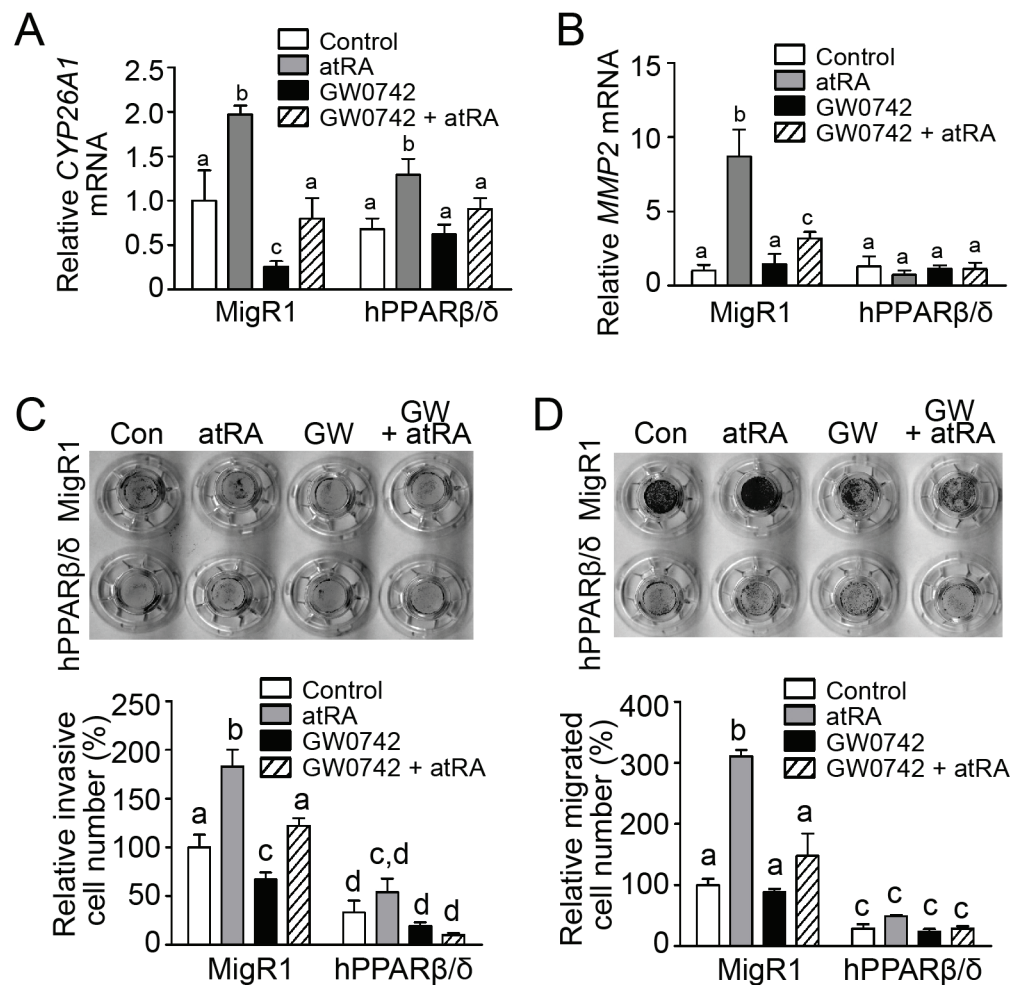 A
Control
atRA
GW0742
GW0742 + atRA
Relative CYP26A1
mRNA
2.5
2.0
1.5
1.0
0.5
0
a
b
c
a
a
b
a
a
MigR1
hPPARβ/δ
B
Control
atRA
GW0742
GW0742 + atRA
Relative MMP2 mRNA
15
10
5
0
a
b
a
c
a
a
a
a
MigR1
hPPARβ/δ
C
Con
atRA
GW
GW
+ atRA
MigR1
hPPARβ/δ
Control
atRA
GW0742
GW0742 + atRA
Relative invasive
cell number (%)
250
200
150
100
50
0
a
b
c
a
d
c,d
d
d
MigR1
hPPARβ/δ
D
Con
atRA
GW
GW
+ atRA
MigR1
hPPARβ/δ
Control
atRA
GW0742
GW0742 + atRA
Relative migrated
cell number (%)
400
300
200
100
0
a
b
a
a
c
c
c
c
MigR1
hPPARβ/δ